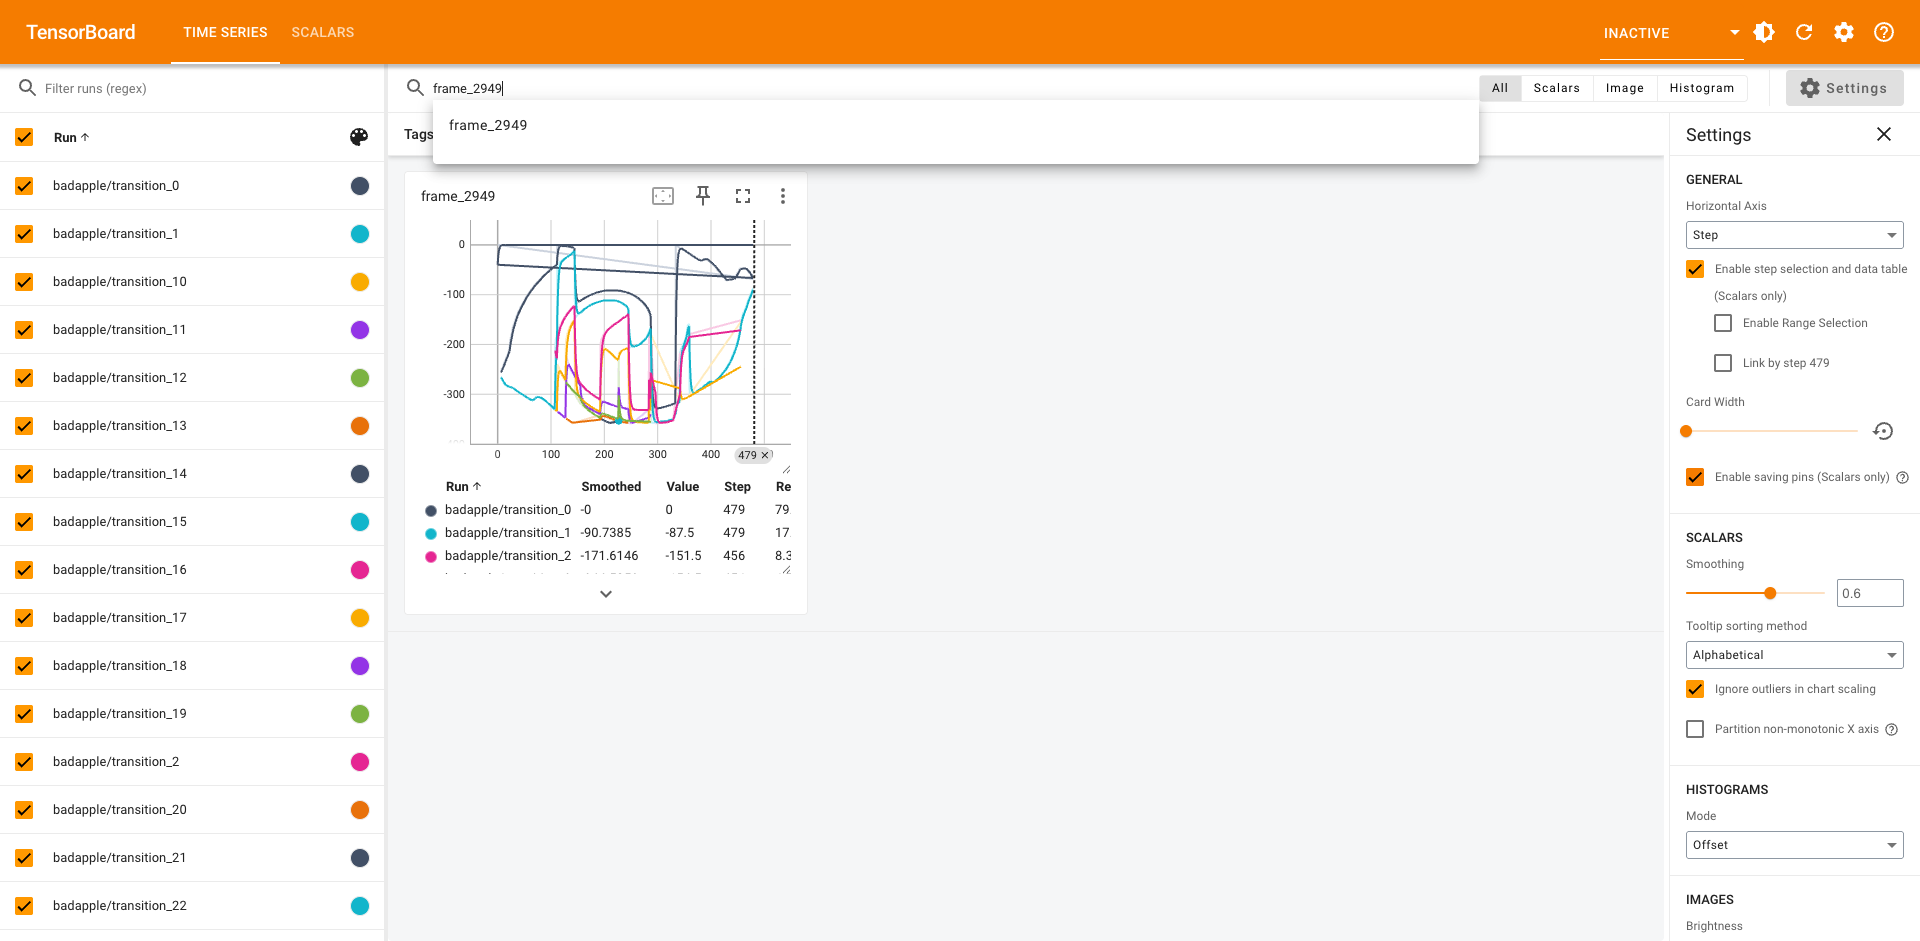 TensorBoard
TIME SERIES
SCALARS
INACTIVE
Filter runs (regex)
frame_2949
All
Scalars
Image
Histogram
Settings
frame_2949
Tags
Run
badapple/transition_0
badapple/transition_1
badapple/transition_10
badapple/transition_11
badapple/transition_12
badapple/transition_13
badapple/transition_14
badapple/transition_15
badapple/transition_16
badapple/transition_17
badapple/transition_18
badapple/transition_19
badapple/transition_2
badapple/transition_20
badapple/transition_21
badapple/transition_22
frame_2949
0
-100
-200
-300
0 100 200 300 400 479
Run Smoothed Value Step Re
badapple/transition_0 -0 0 479 79.
badapple/transition_1 -90.7385 -87.5 479 17.
badapple/transition_2 -171.6146 -151.5 456 8.3
Settings
GENERAL
Horizontal Axis
Step
Enable step selection and data table
(Scalars only)
Enable Range Selection
Link by step 479
Card Width
Enable saving pins (Scalars only)
SCALARS
Smoothing
0.6
Tooltip sorting method
Alphabetical
Ignore outliers in chart scaling
Partition non-monotonic X axis
HISTOGRAMS
Mode
Offset
IMAGES
Brightness